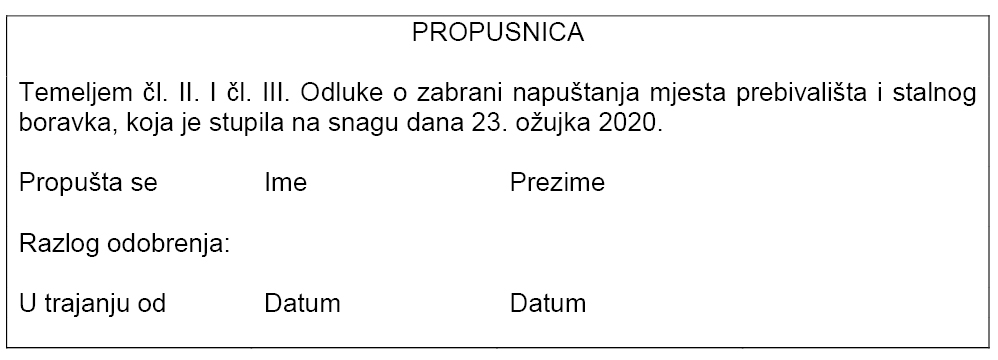 PROPUSNICA
Temeljem čl. II. I čl. III. Odluke o zabrani napuštanja mjesta prebivališta i stalnog
boravka, koja je stupila na snagu dana 23. ožujka 2020.
Propušta se Ime Prezime
Razlog odobrenja:
U trajanju od Datum Datum